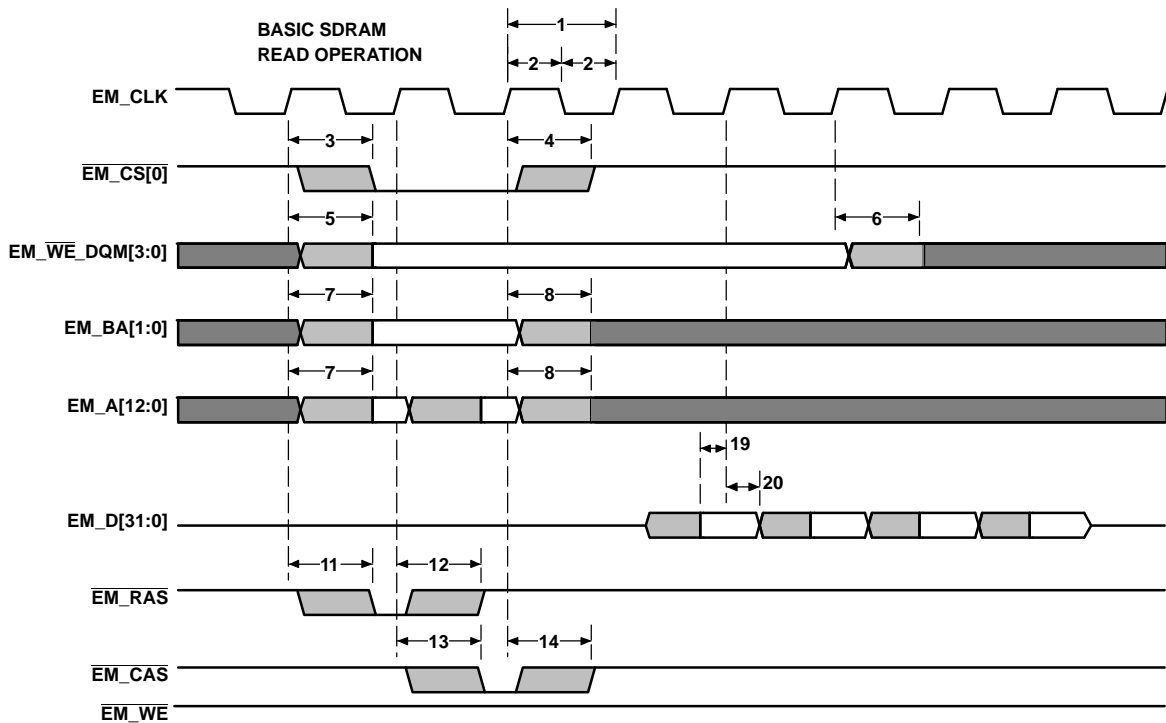 BASIC SDRAM
READ OPERATION
1
2 2
EM_CLK
3 4
EM_CS[0]
5 6
EM_WE_DQM[3:0]
7 8
EM_BA[1:0]
7 8
EM_A[12:0]
19
20
EM_D[31:0]
11 12
EM_RAS
13 14
EM_CAS
EM_WE